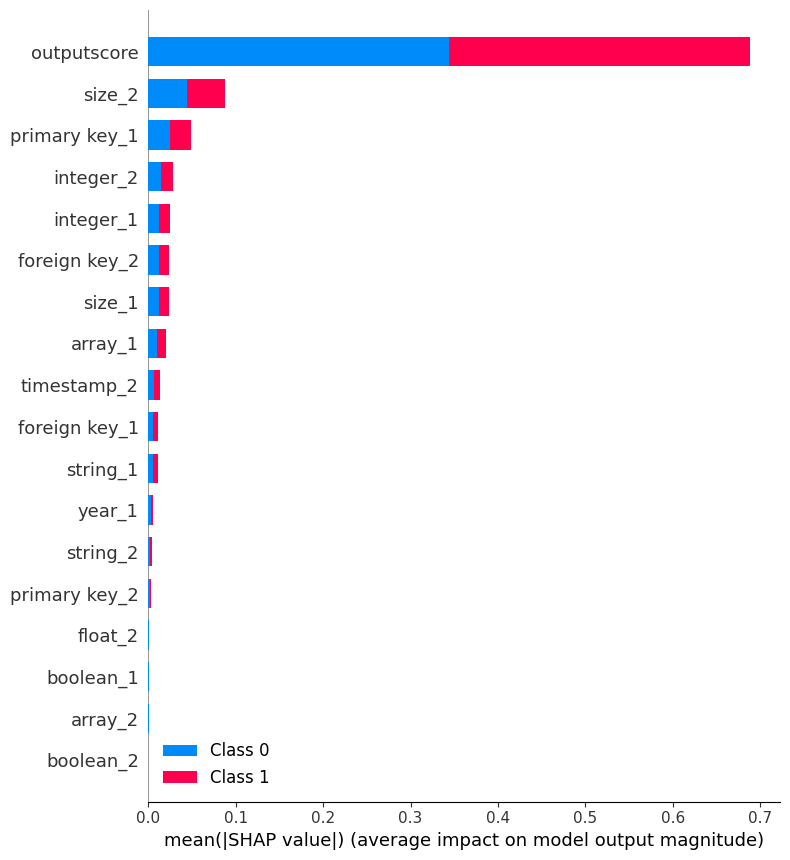 outputscore
size_2
primary key_1
integer_2
integer_1
foreign key_2
size_1
array_1
timestamp_2
foreign key_1
string_1
year_1
string_2
primary key_2
float_2
boolean_1
array_2
boolean_2
Class 0
Class 1
0.0 0.1 0.2 0.3 0.4 0.5 0.6 0.7
mean(|SHAP value|) (average impact on model output magnitude)